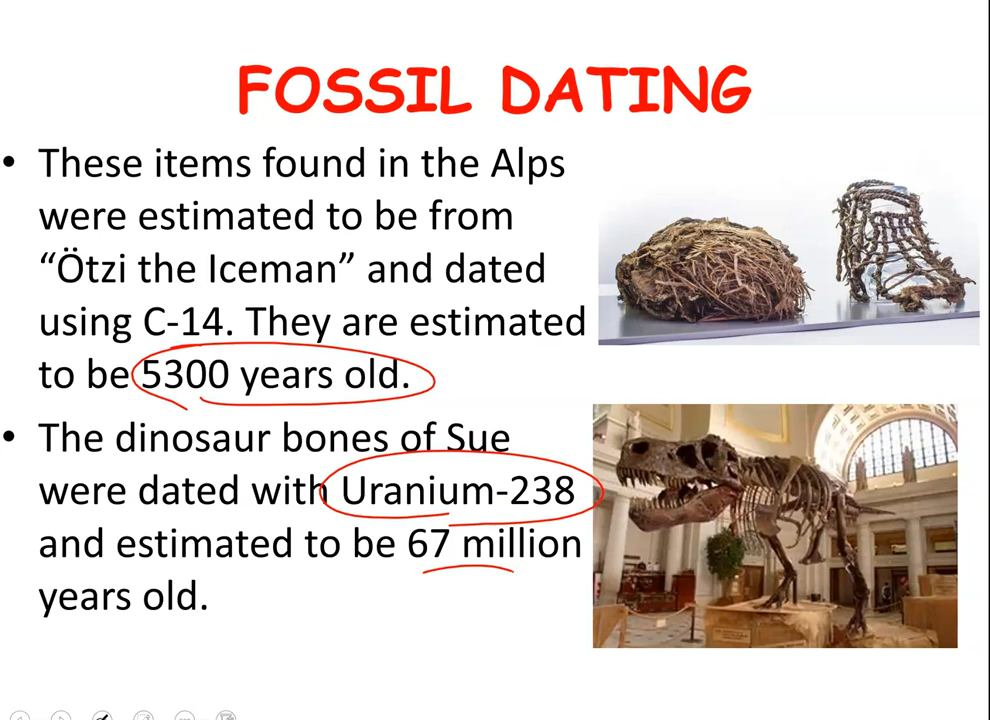 FOSSIL DATING
• These items found in the Alps
were estimated to be from
“Ötzi the Iceman” and dated
using C-14. They are estimated
to be 5300 years old.
• The dinosaur bones of Sue
were dated with Uranium-238
and estimated to be 67 million
years old.